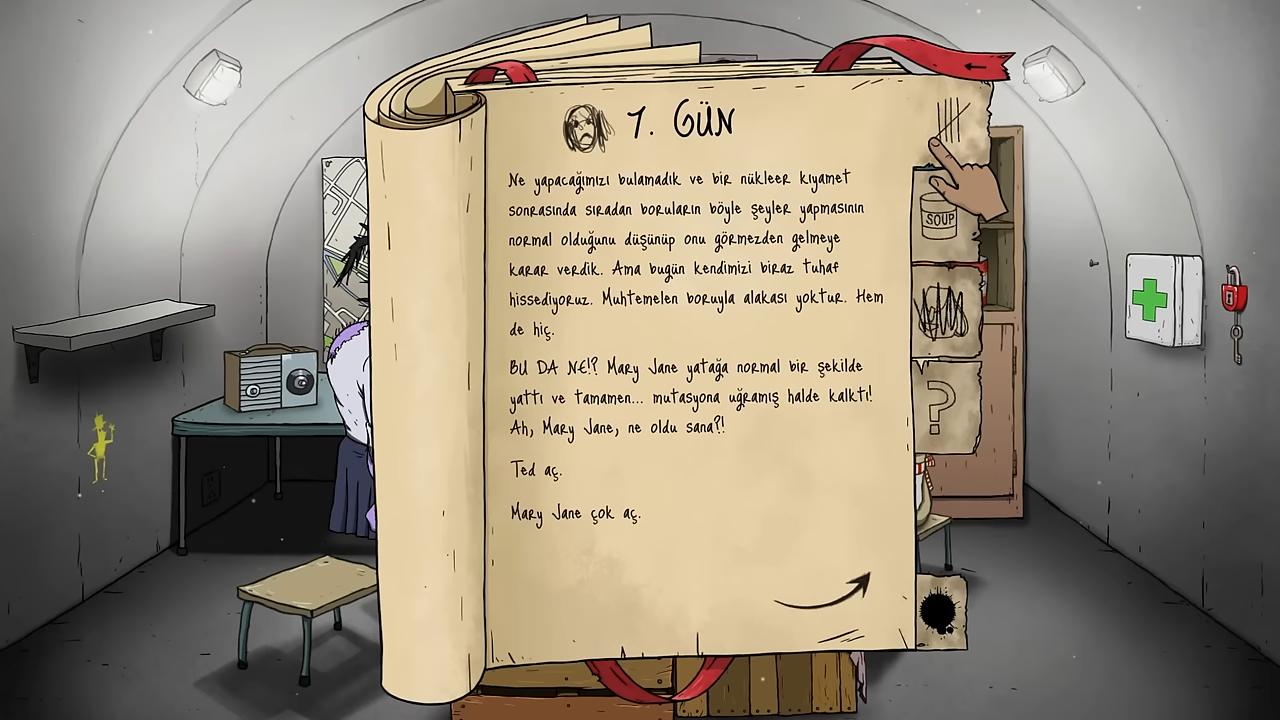 7. GÜN
Ne yapacağımızı bulamadık ve bir nükleer kıyamet
sonrasında sıradan boruların böyle şeyler yapmasının
normal olduğunu düşünüp onu görmezden gelmeye
karar verdik. Ama bugün kendimizi biraz tuhaf
hissediyoruz. Muhtemelen boruyla alakası yoktur. Hem
de hiç.
BU DA NE!? Mary Jane yatağa normal bir şekilde
yattı ve tamamen... mutasyona uğramış halde kalktı!
Ah, Mary Jane, ne oldu sana?!
Ted aç.
Mary Jane çok aç.
SOUP
?